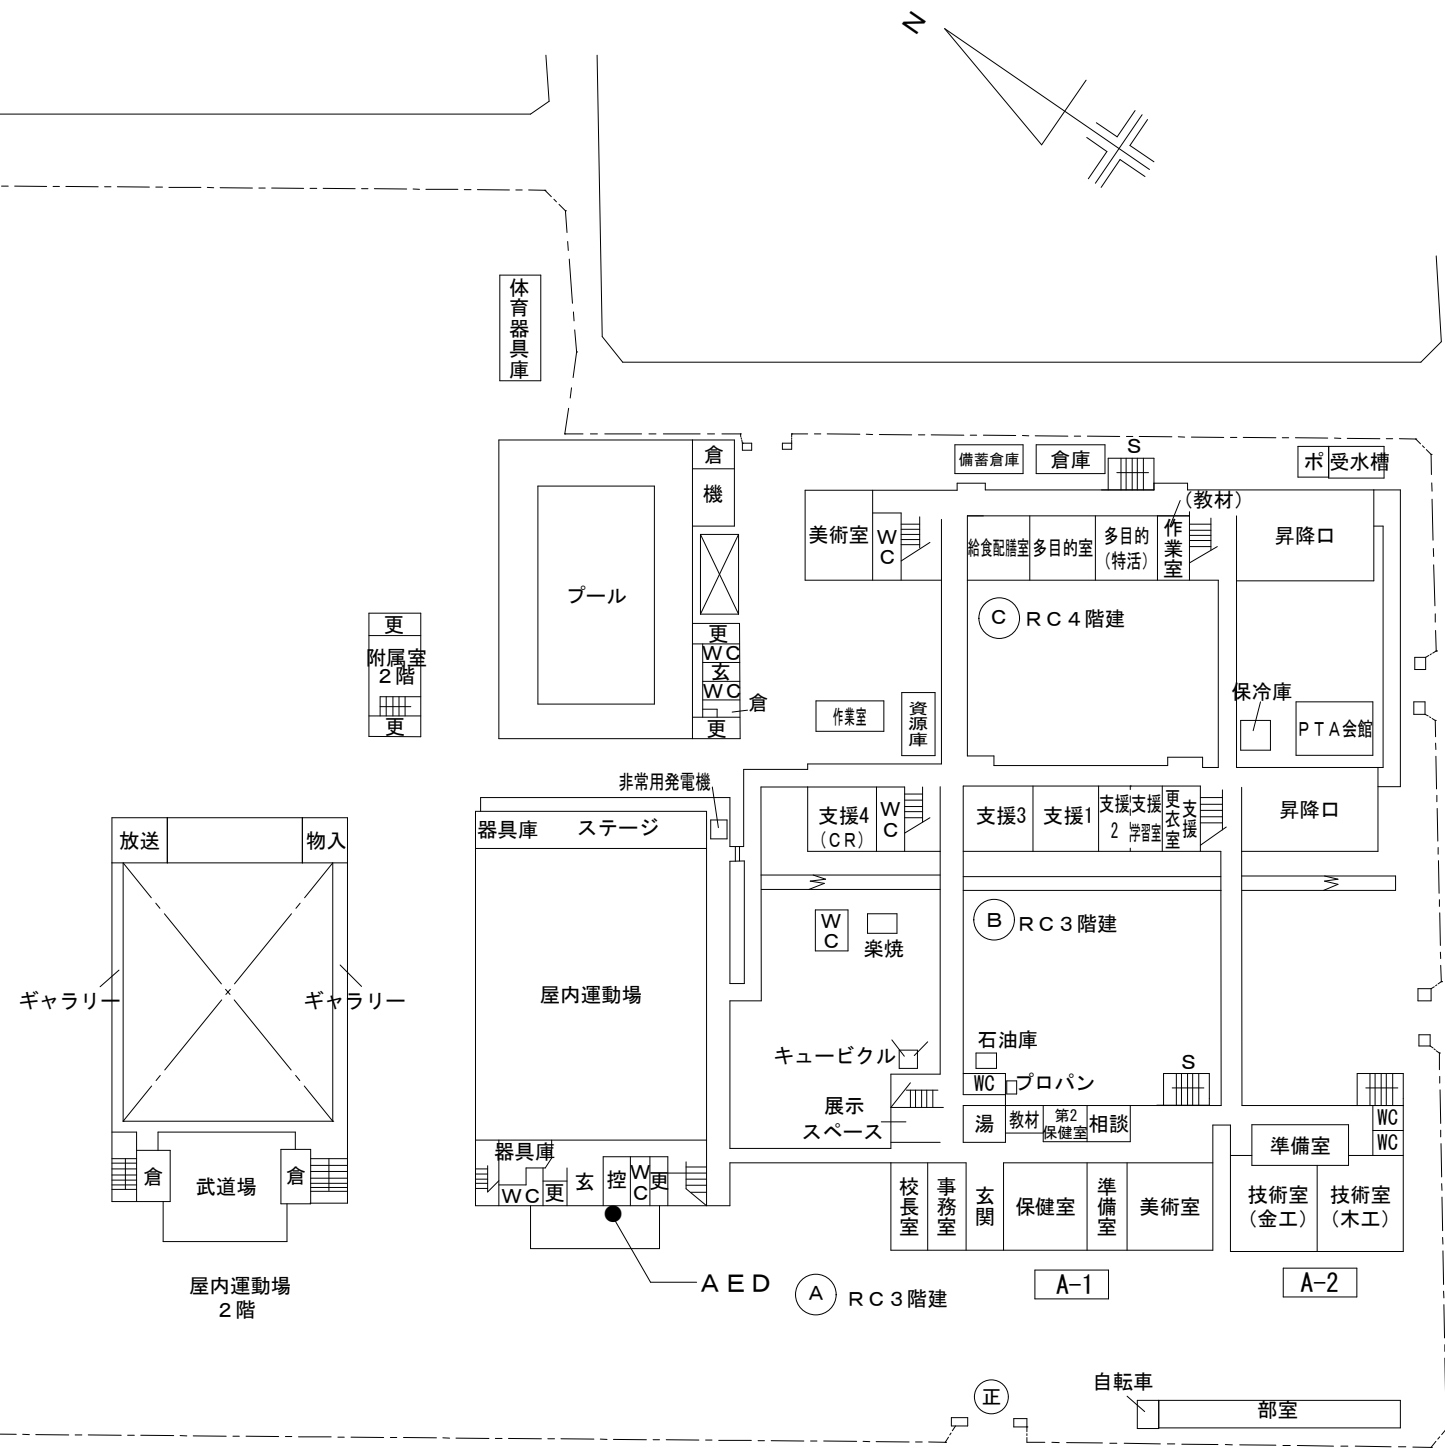 N
体育器具庫
倉
機
プール
更
WC
玄
WC
倉
更
更
附属室
2階
更
備蓄倉庫
倉庫
S
ポ
受水槽
(教材)
美術室
WC
給食配膳室
多目的室
多目的
(特活)
作業室
昇降口
C
RC4階建
作業室
資源庫
保冷庫
PTA会館
非常用発電機
器具庫
ステージ
支援4
(CR)
WC
支援3
支援1
支援
2
支援
学習室
更衣室
支援
昇降口
放送
物入
ギャラリー
ギャラリー
屋内運動場
WC
楽焼
B
RC3階建
キュービクル
石油庫
WC
プロパン
S
展示
スペース
湯
教材
第2
保健室
相談
WC
WC
準備室
倉
武道場
倉
器具庫
WC
更
玄
控
WC
更
校長室
事務室
玄関
保健室
準備室
美術室
技術室
(金工)
技術室
(木工)
屋内運動場
2階
AED
A
RC3階建
A-1
A-2
正
自転車
部室